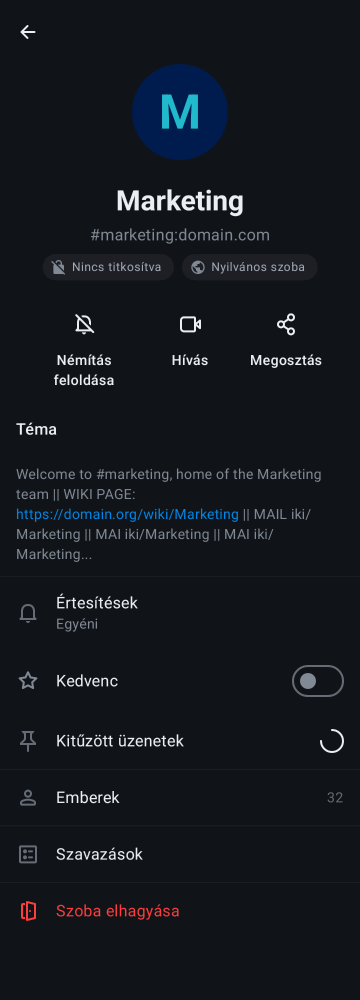 M
Marketing
#marketing:domain.com
Nincs titkosítva
Nyilvános szoba
Némítás
feloldása
Hívás
Megosztás
Téma
Welcome to #marketing, home of the Marketing
team || WIKI PAGE:
https://domain.org/wiki/Marketing || MAIL iki/
Marketing || MAI iki/Marketing || MAI iki/
Marketing...
Értesítések
Egyéni
Kedvenc
Kitűzött üzenetek
Emberek
32
Szavazások
Szoba elhagyása